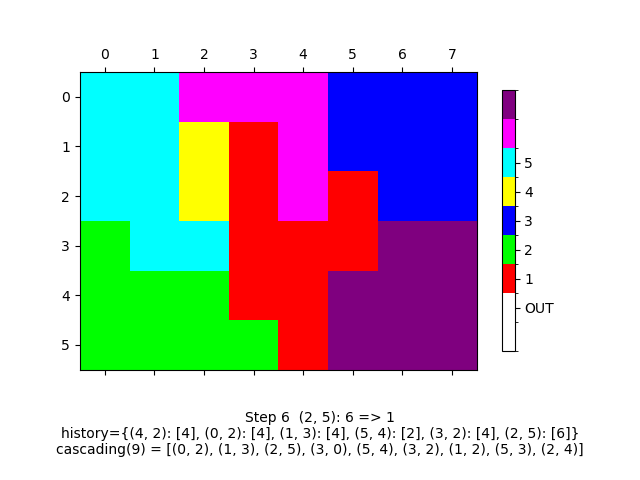 0 1 2 3 4 5 6 7
0
1
2
3
4
5
5
4
3
2
1
OUT
Step 6  (2, 5): 6 => 1
history={(4, 2): [4], (0, 2): [4], (1, 3): [4], (5, 4): [2], (3, 2): [4], (2, 5): [6]}
cascading(9) = [(0, 2), (1, 3), (2, 5), (3, 0), (5, 4), (3, 2), (1, 2), (5, 3), (2, 4)]